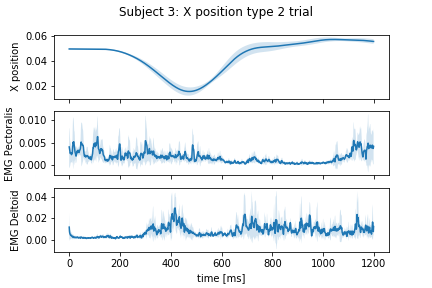 Subject 3: X position type 2 trial
X position
0.06
0.04
0.02
EMG Pectoralis
0.010
0.005
0.000
EMG Deltoid
0.04
0.02
0.00
0 200 400 600 800 1000 1200
time [ms]